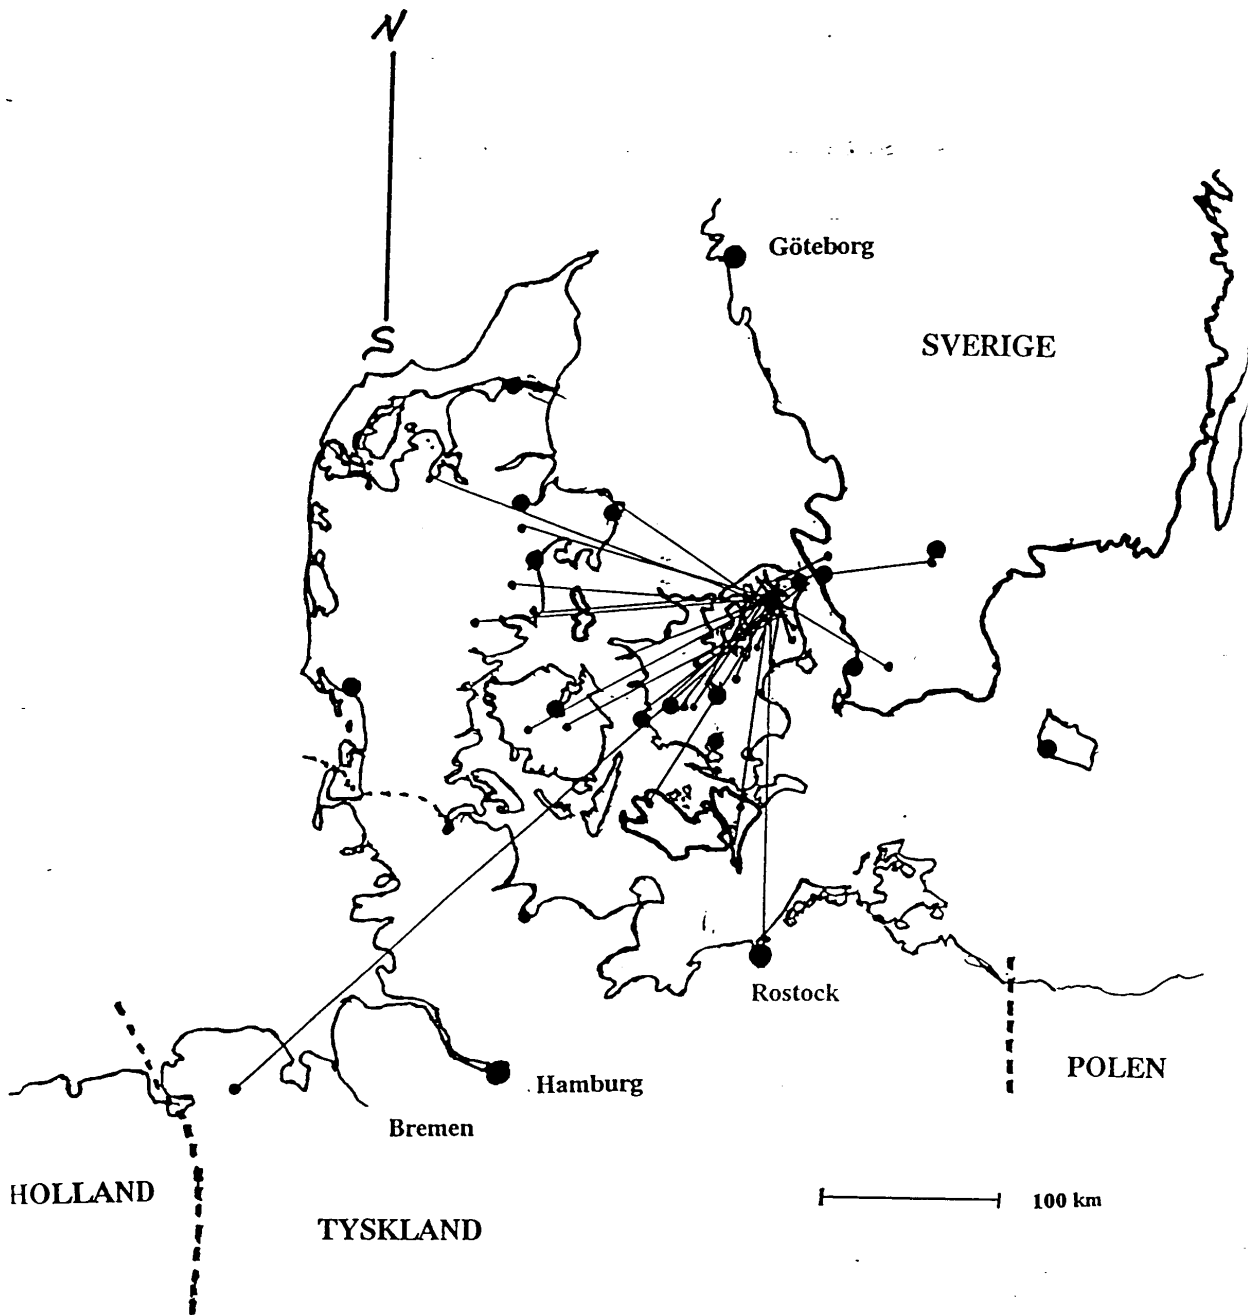 N
Göteborg
S
SVERIGE
Rostock
POLEN
Hamburg
Bremen
HOLLAND
100 km
TYSKLAND